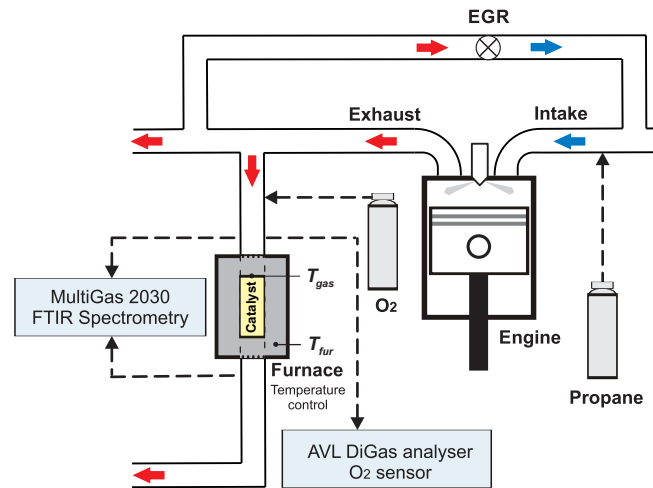 EGR
Exhaust
Intake
MultiGas 2030
FTIR Spectrometry
Catalyst
Tgas
Tfur
O2
Engine
Furnace
Temperature
control
Propane
AVL DiGas analyser
O2 sensor